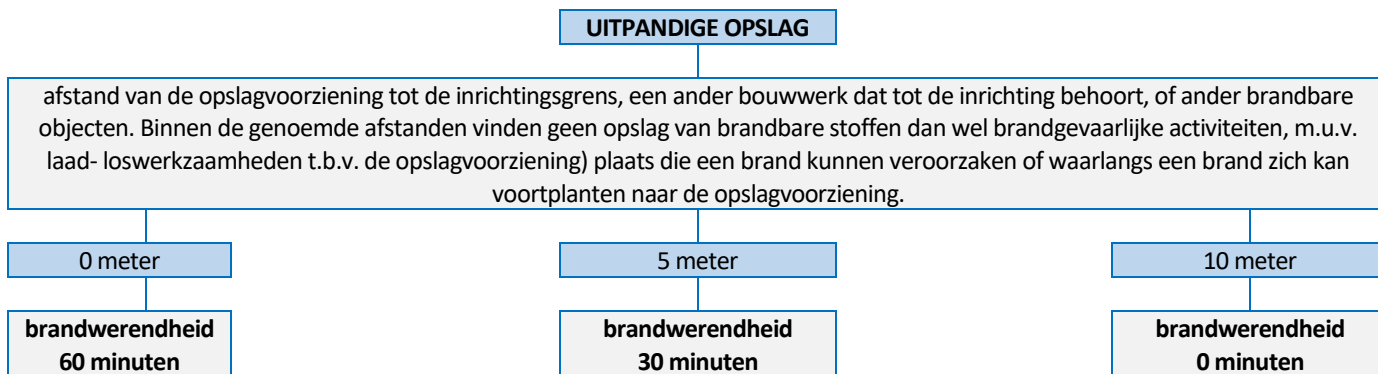 UITPANDIGE OPSLAG
afstand van de opslagvoorziening tot de inrichtingsgrens, een ander bouwwerk dat tot de inrichting behoort, of ander brandbare
objecten. Binnen de genoemde afstanden vinden geen opslag van brandbare stoffen dan wel brandgevaarlijke activiteiten, m.u.v.
laad- loswerkzaamheden t.b.v. de opslagvoorziening) plaats die een brand kunnen veroorzaken of waarlangs een brand zich kan
voortplanten naar de opslagvoorziening.
0 meter
5 meter
10 meter
brandwerendheid
60 minuten
brandwerendheid
30 minuten
brandwerendheid
0 minuten